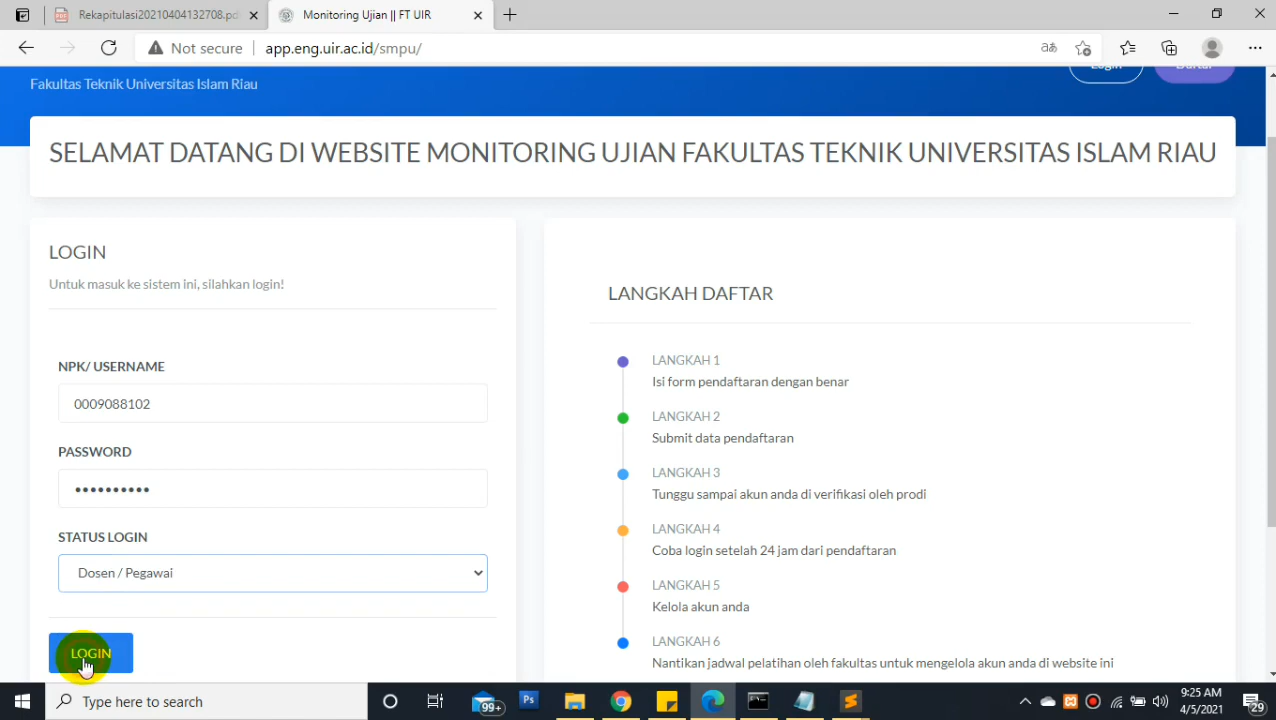 Rekapitulasi20210404132708.pdf
Monitoring Ujian || FT UIR
Not secure
app.eng.uir.ac.id/smpu/
Fakultas Teknik Universitas Islam Riau
Login
Daftar
SELAMAT DATANG DI WEBSITE MONITORING UJIAN FAKULTAS TEKNIK UNIVERSITAS ISLAM RIAU
LOGIN
Untuk masuk ke sistem ini, silahkan login!
NPK/ USERNAME
0009088102
PASSWORD
••••••••••
STATUS LOGIN
Dosen / Pegawai
LOGIN
LANGKAH DAFTAR
LANGKAH 1
Isi form pendaftaran dengan benar
LANGKAH 2
Submit data pendaftaran
LANGKAH 3
Tunggu sampai akun anda di verifikasi oleh prodi
LANGKAH 4
Coba login setelah 24 jam dari pendaftaran
LANGKAH 5
Kelola akun anda
LANGKAH 6
Nantikan jadwal pelatihan oleh fakultas untuk mengelola akun anda di website ini
Type here to search
99+
Ps
9:25 AM
4/5/2021
29